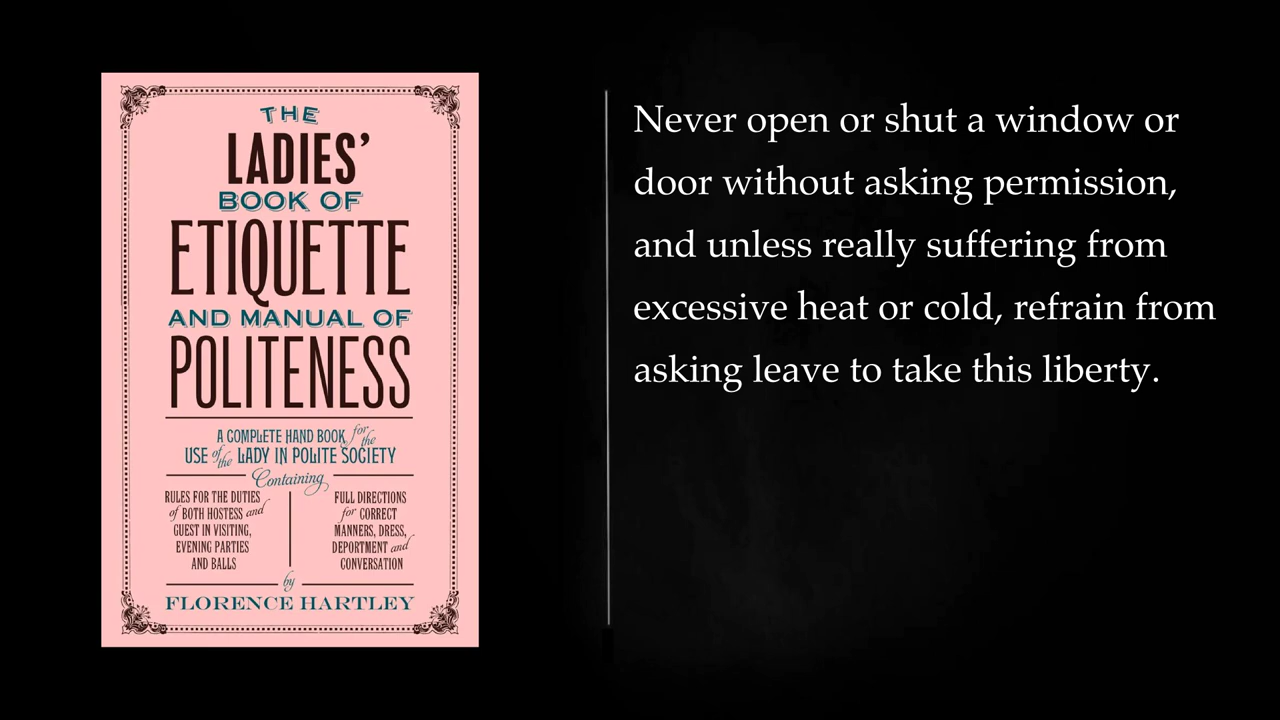 THE
LADIES'
BOOK OF
ETIQUETTE
AND MANUAL OF
POLITENESS
A COMPLETE HAND BOOK for the
USE of the LADY IN POLITE SOCIETY
Containing
RULES FOR THE DUTIES
of BOTH HOSTESS and
GUEST IN VISITING,
EVENING PARTIES
AND BALLS
FULL DIRECTIONS
for CORRECT
MANNERS, DRESS,
DEPORTMENT and
CONVERSATION
by
FLORENCE HARTLEY
Never open or shut a window or
door without asking permission,
and unless really suffering from
excessive heat or cold, refrain from
asking leave to take this liberty.